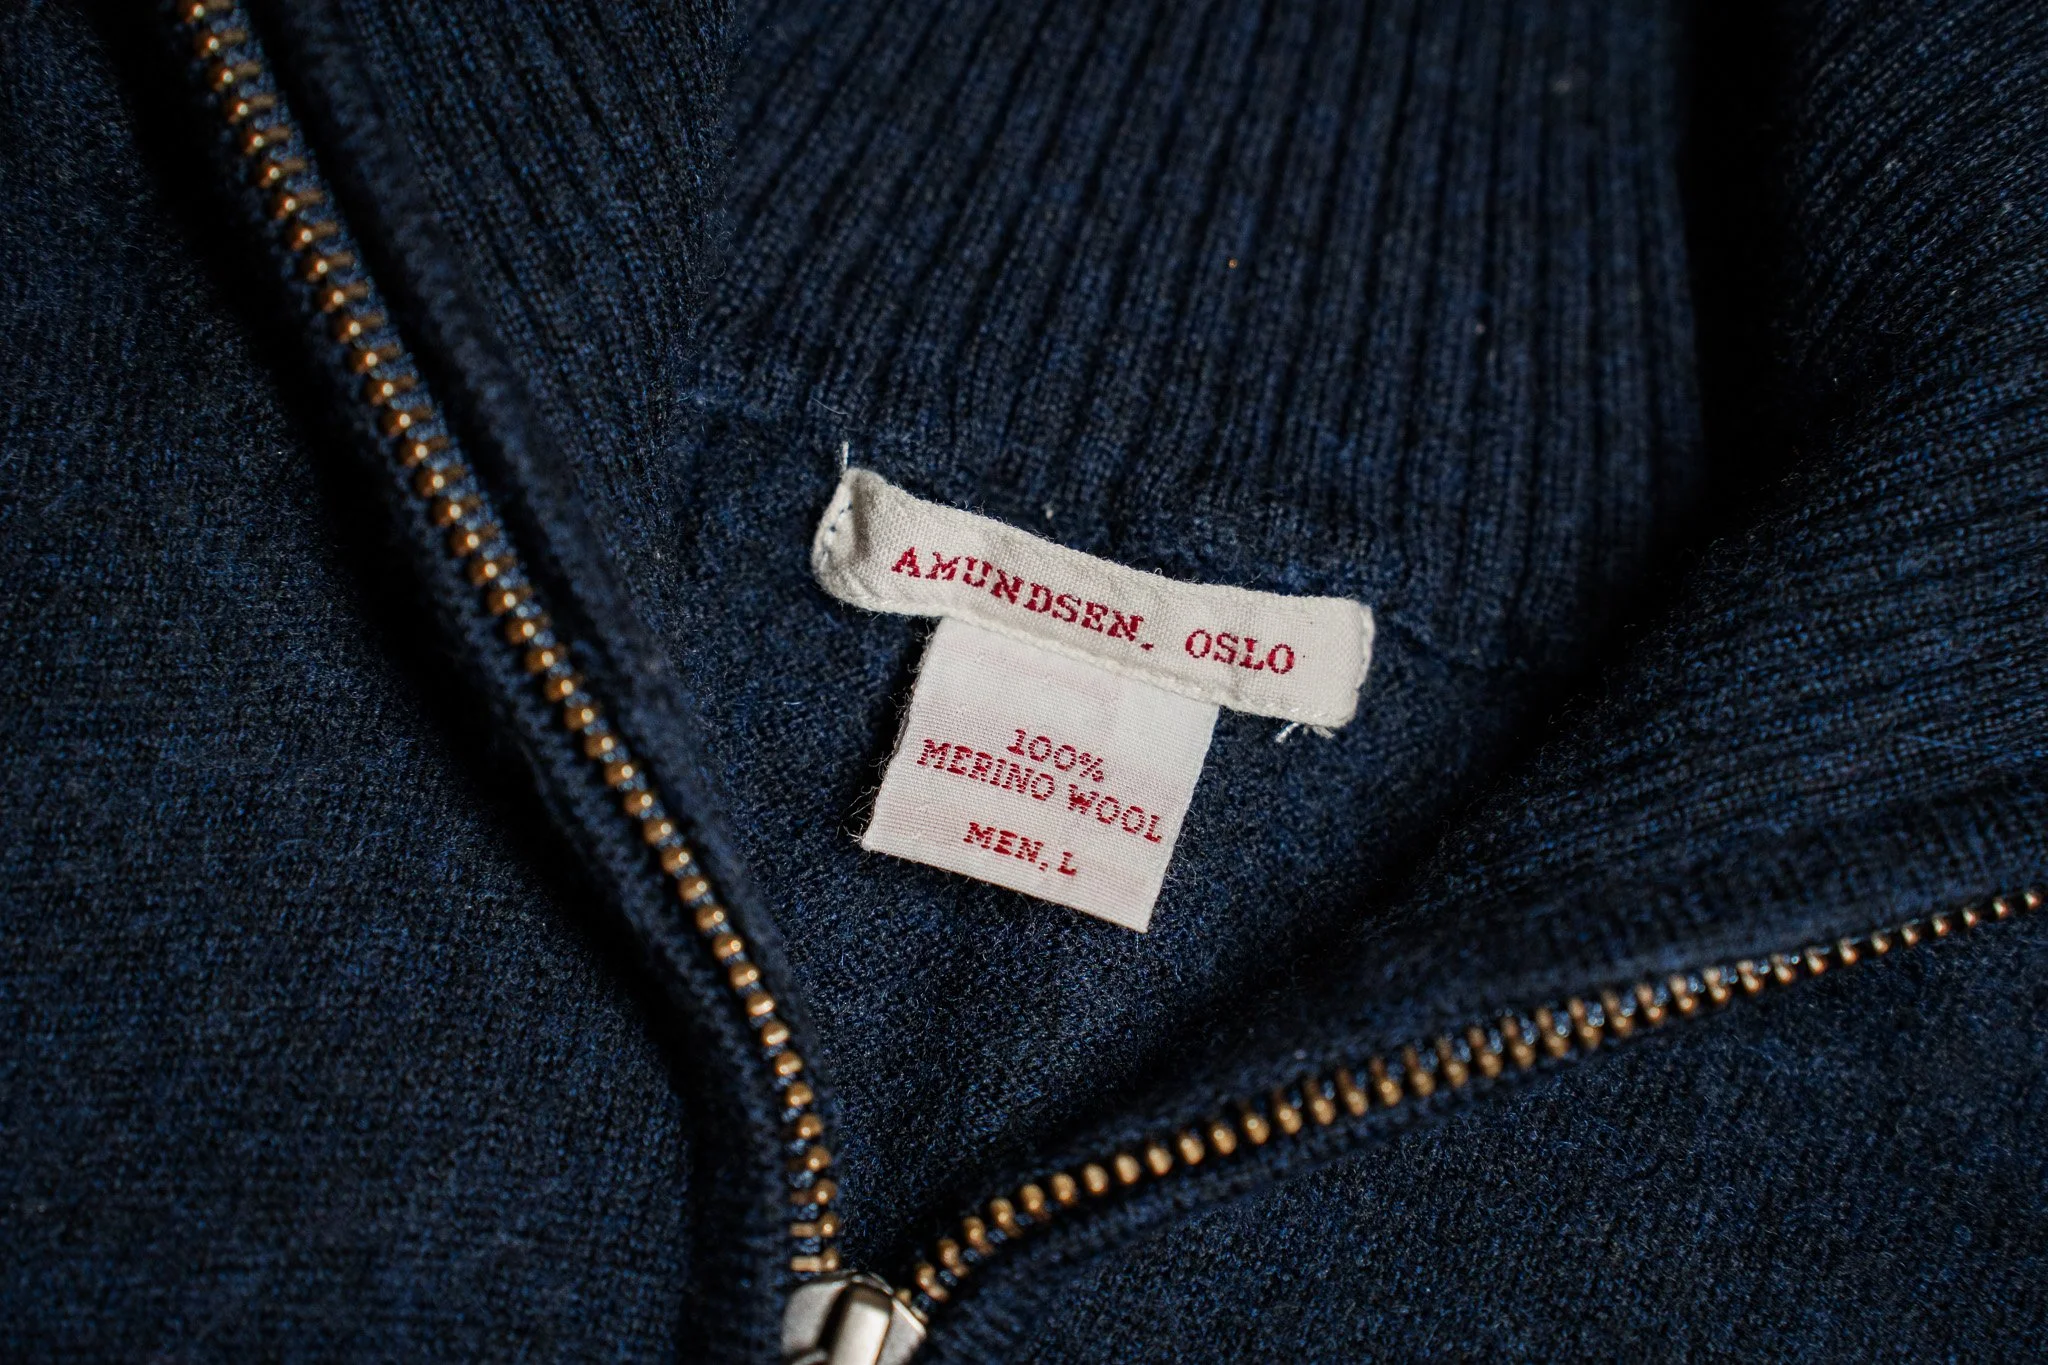 AMUNDSEN, OSLO
100%
MERINO WOOL
MEN, L